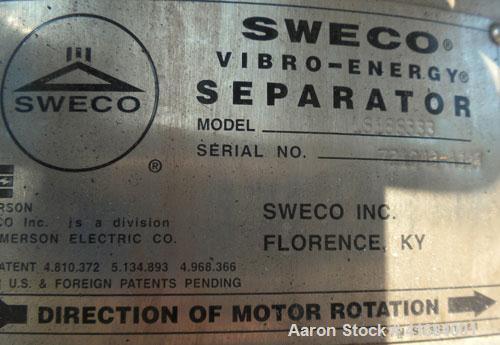 SWECO®
VIBRO-ENERGY®
SEPARATOR
SWECO
®
MODEL
SERIAL NO.
RSON
CO Inc. is a division
MERSON ELECTRIC CO.
SWECO INC.
FLORENCE, KY
ATENT 4.810.372 5.134.893 4.968.366
U.S. & FOREIGN PATENTS PENDING
DIRECTION OF MOTOR ROTATION
Aaron Stock